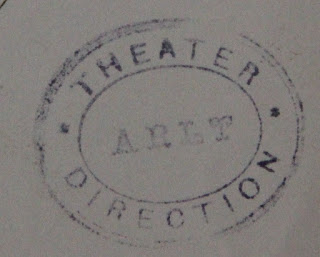 THEATER
ARLT
DIRECTION